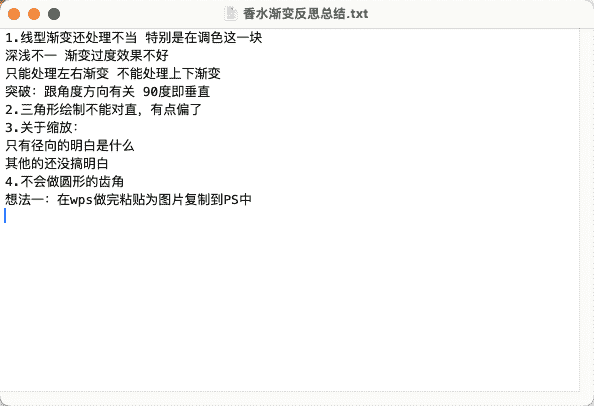 香水渐变反思总结.txt
1.线型渐变还处理不当 特别是在调色这一块
深浅不一 渐变过度效果不好
只能处理左右渐变 不能处理上下渐变
突破：跟角度方向有关 90度即垂直
2.三角形绘制不能对直，有点偏了
3.关于缩放：
只有径向的明白是什么
其他的还没搞明白
4.不会做圆形的齿角
想法一：在wps做完粘贴为图片复制到PS中